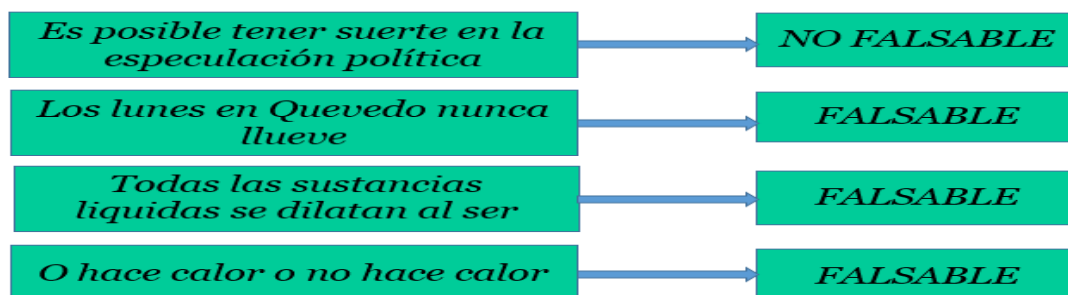 Es posible tener suerte en la
especulación política
NO FALSABLE
Los lunes en Quevedo nunca
llueve
FALSABLE
Todas las sustancias
liquidas se dilatan al ser
FALSABLE
O hace calor o no hace calor
FALSABLE